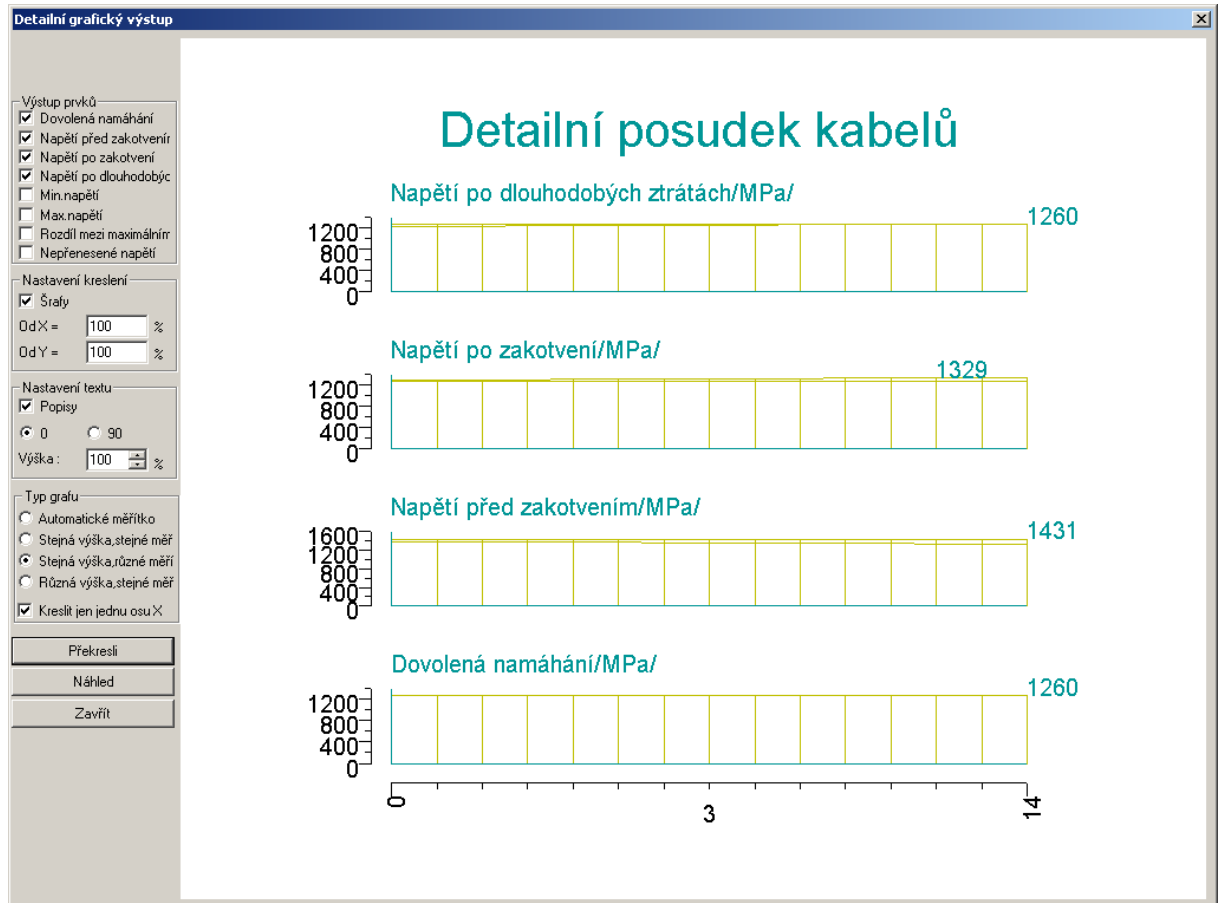 Detailní grafický výstup
Výstup prvků
Dovolená namáhání
Napětí před zakotvenír
Napětí po zakotvení
Napětí po dlouhodobýc
Min.napětí
Max.napětí
Rozdíl mezi maximálnír
Nepřenesené napětí
Nastavení kreslení
Šrafy
OdX = 100 %
OdY = 100 %
Nastavení textu
Popisy
0 90
Výška : 100 %
Typ grafu
Automatické měřítko
Stejná výška,stejné měř
Stejná výška,různé měří
Různá výška,stejné měř
Kreslit jen jednu osu X
Překresli
Náhled
Zavřít
Detailní posudek kabelů
Napětí po dlouhodobých ztrátách/MPa/
1260
1200
800
400
0
Napětí po zakotvení/MPa/
1329
1200
800
400
0
Napětí před zakotvením/MPa/
1431
1600
1200
800
400
0
Dovolená namáhání/MPa/
1260
1200
800
400
0
0
3
14